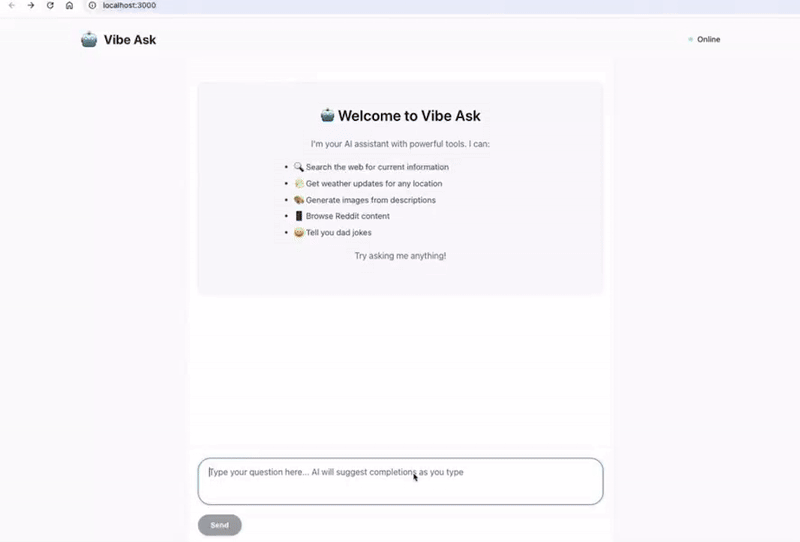 localhost:3000
Vibe Ask
Online
Welcome to Vibe Ask
I'm your AI assistant with powerful tools. I can:
• Search the web for current information
• Get weather updates for any location
• Generate images from descriptions
• Browse Reddit content
• Tell you dad jokes
Try asking me anything!
Type your question here... AI will suggest completions as you type
Send